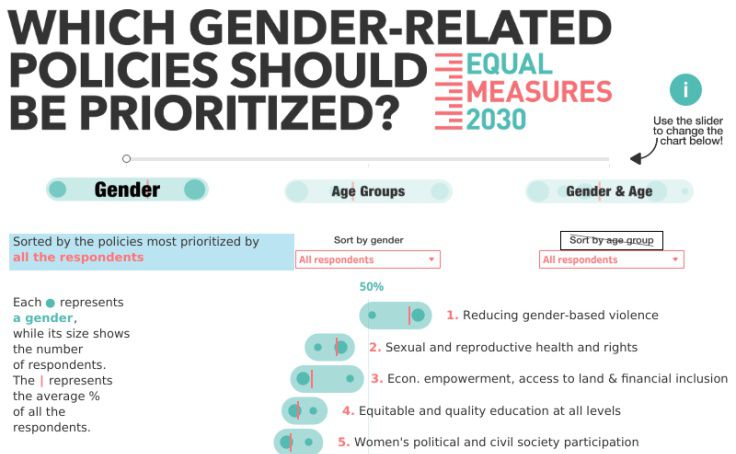 WHICH GENDER-RELATED
POLICIES SHOULD
BE PRIORITIZED?
EQUAL
MEASURES
2030
i
Use the slider
to change the
chart below!
Gender
Age Groups
Gender & Age
Sorted by the policies most prioritized by
all the respondents
Sort by gender
All respondents
Sort by age group
All respondents
Each represents
a gender,
while its size shows
the number
of respondents.
The | represents
the average %
of all the
respondents.
50%
1. Reducing gender-based violence
2. Sexual and reproductive health and rights
3. Econ. empowerment, access to land & financial inclusion
4. Equitable and quality education at all levels
5. Women's political and civil society participation